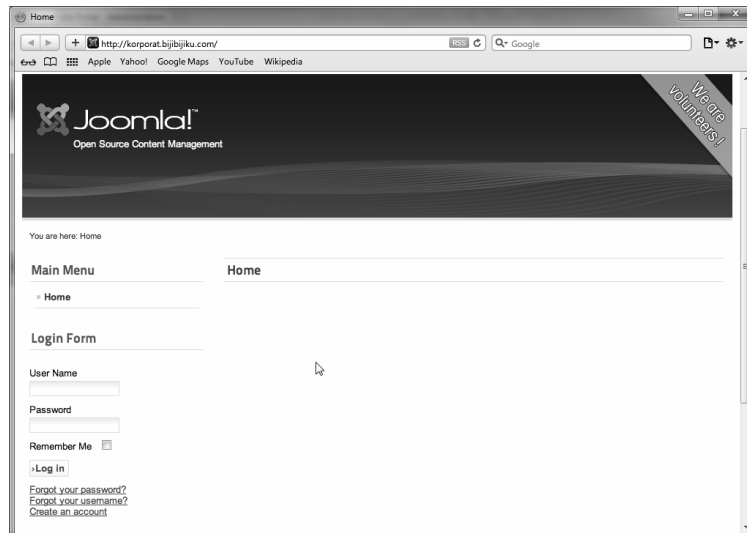 Home
http://korporat.bijibijiku.com/
RSS
Google
Apple Yahoo! Google Maps YouTube Wikipedia
Joomla!™
Open Source Content Management
We are
volunteers!
You are here: Home
Main Menu
Home
Home
Login Form
User Name
Password
Remember Me
›Log in
Forgot your password?
Forgot your username?
Create an account